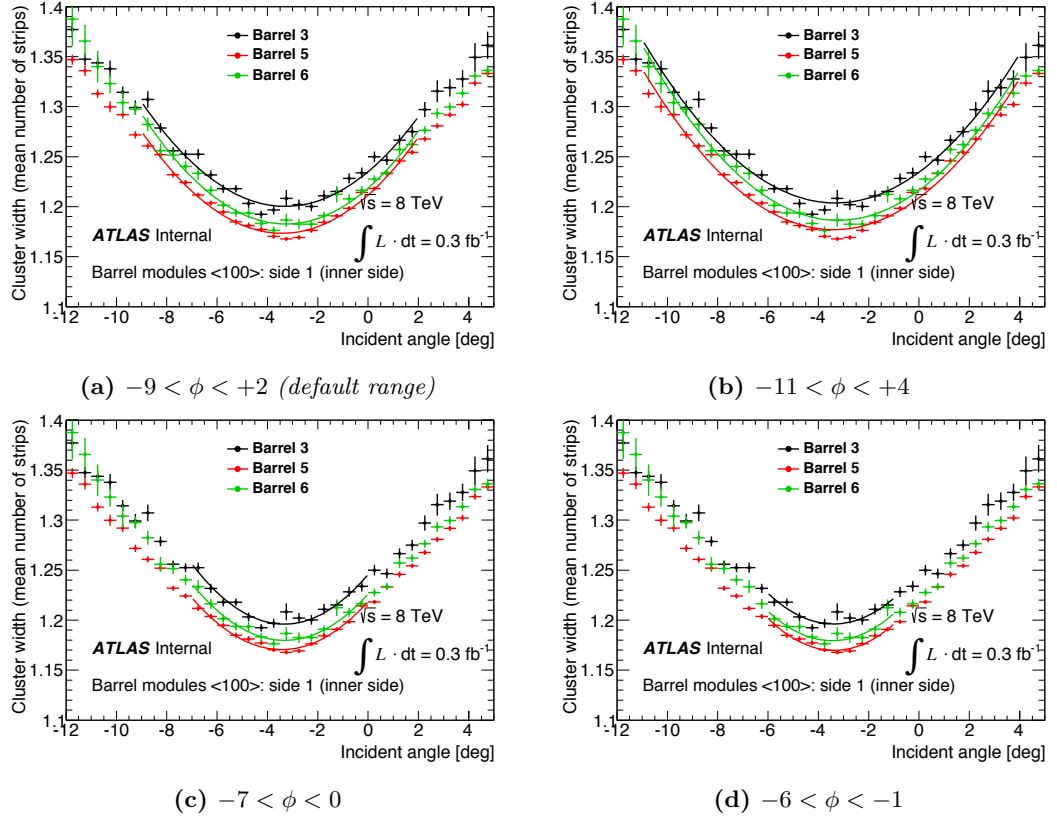 Cluster width (mean number of strips)
1.4
1.35
1.3
1.25
1.2
1.15
1.1
Barrel 3
Barrel 5
Barrel 6
√s = 8 TeV
ATLAS Internal
∫ L · dt = 0.3 fb⁻¹
Barrel modules <100>: side 1 (inner side)
-12 -10 -8 -6 -4 -2 0 2 4
Incident angle [deg]
(a) −9 < ϕ < +2 (default range)
Cluster width (mean number of strips)
1.4
1.35
1.3
1.25
1.2
1.15
1.1
Barrel 3
Barrel 5
Barrel 6
√s = 8 TeV
ATLAS Internal
∫ L · dt = 0.3 fb⁻¹
Barrel modules <100>: side 1 (inner side)
-12 -10 -8 -6 -4 -2 0 2 4
Incident angle [deg]
(b) −11 < ϕ < +4
Cluster width (mean number of strips)
1.4
1.35
1.3
1.25
1.2
1.15
1.1
Barrel 3
Barrel 5
Barrel 6
√s = 8 TeV
ATLAS Internal
∫ L · dt = 0.3 fb⁻¹
Barrel modules <100>: side 1 (inner side)
-12 -10 -8 -6 -4 -2 0 2 4
Incident angle [deg]
(c) −7 < ϕ < 0
Cluster width (mean number of strips)
1.4
1.35
1.3
1.25
1.2
1.15
1.1
Barrel 3
Barrel 5
Barrel 6
√s = 8 TeV
ATLAS Internal
∫ L · dt = 0.3 fb⁻¹
Barrel modules <100>: side 1 (inner side)
-12 -10 -8 -6 -4 -2 0 2 4
Incident angle [deg]
(d) −6 < ϕ < −1